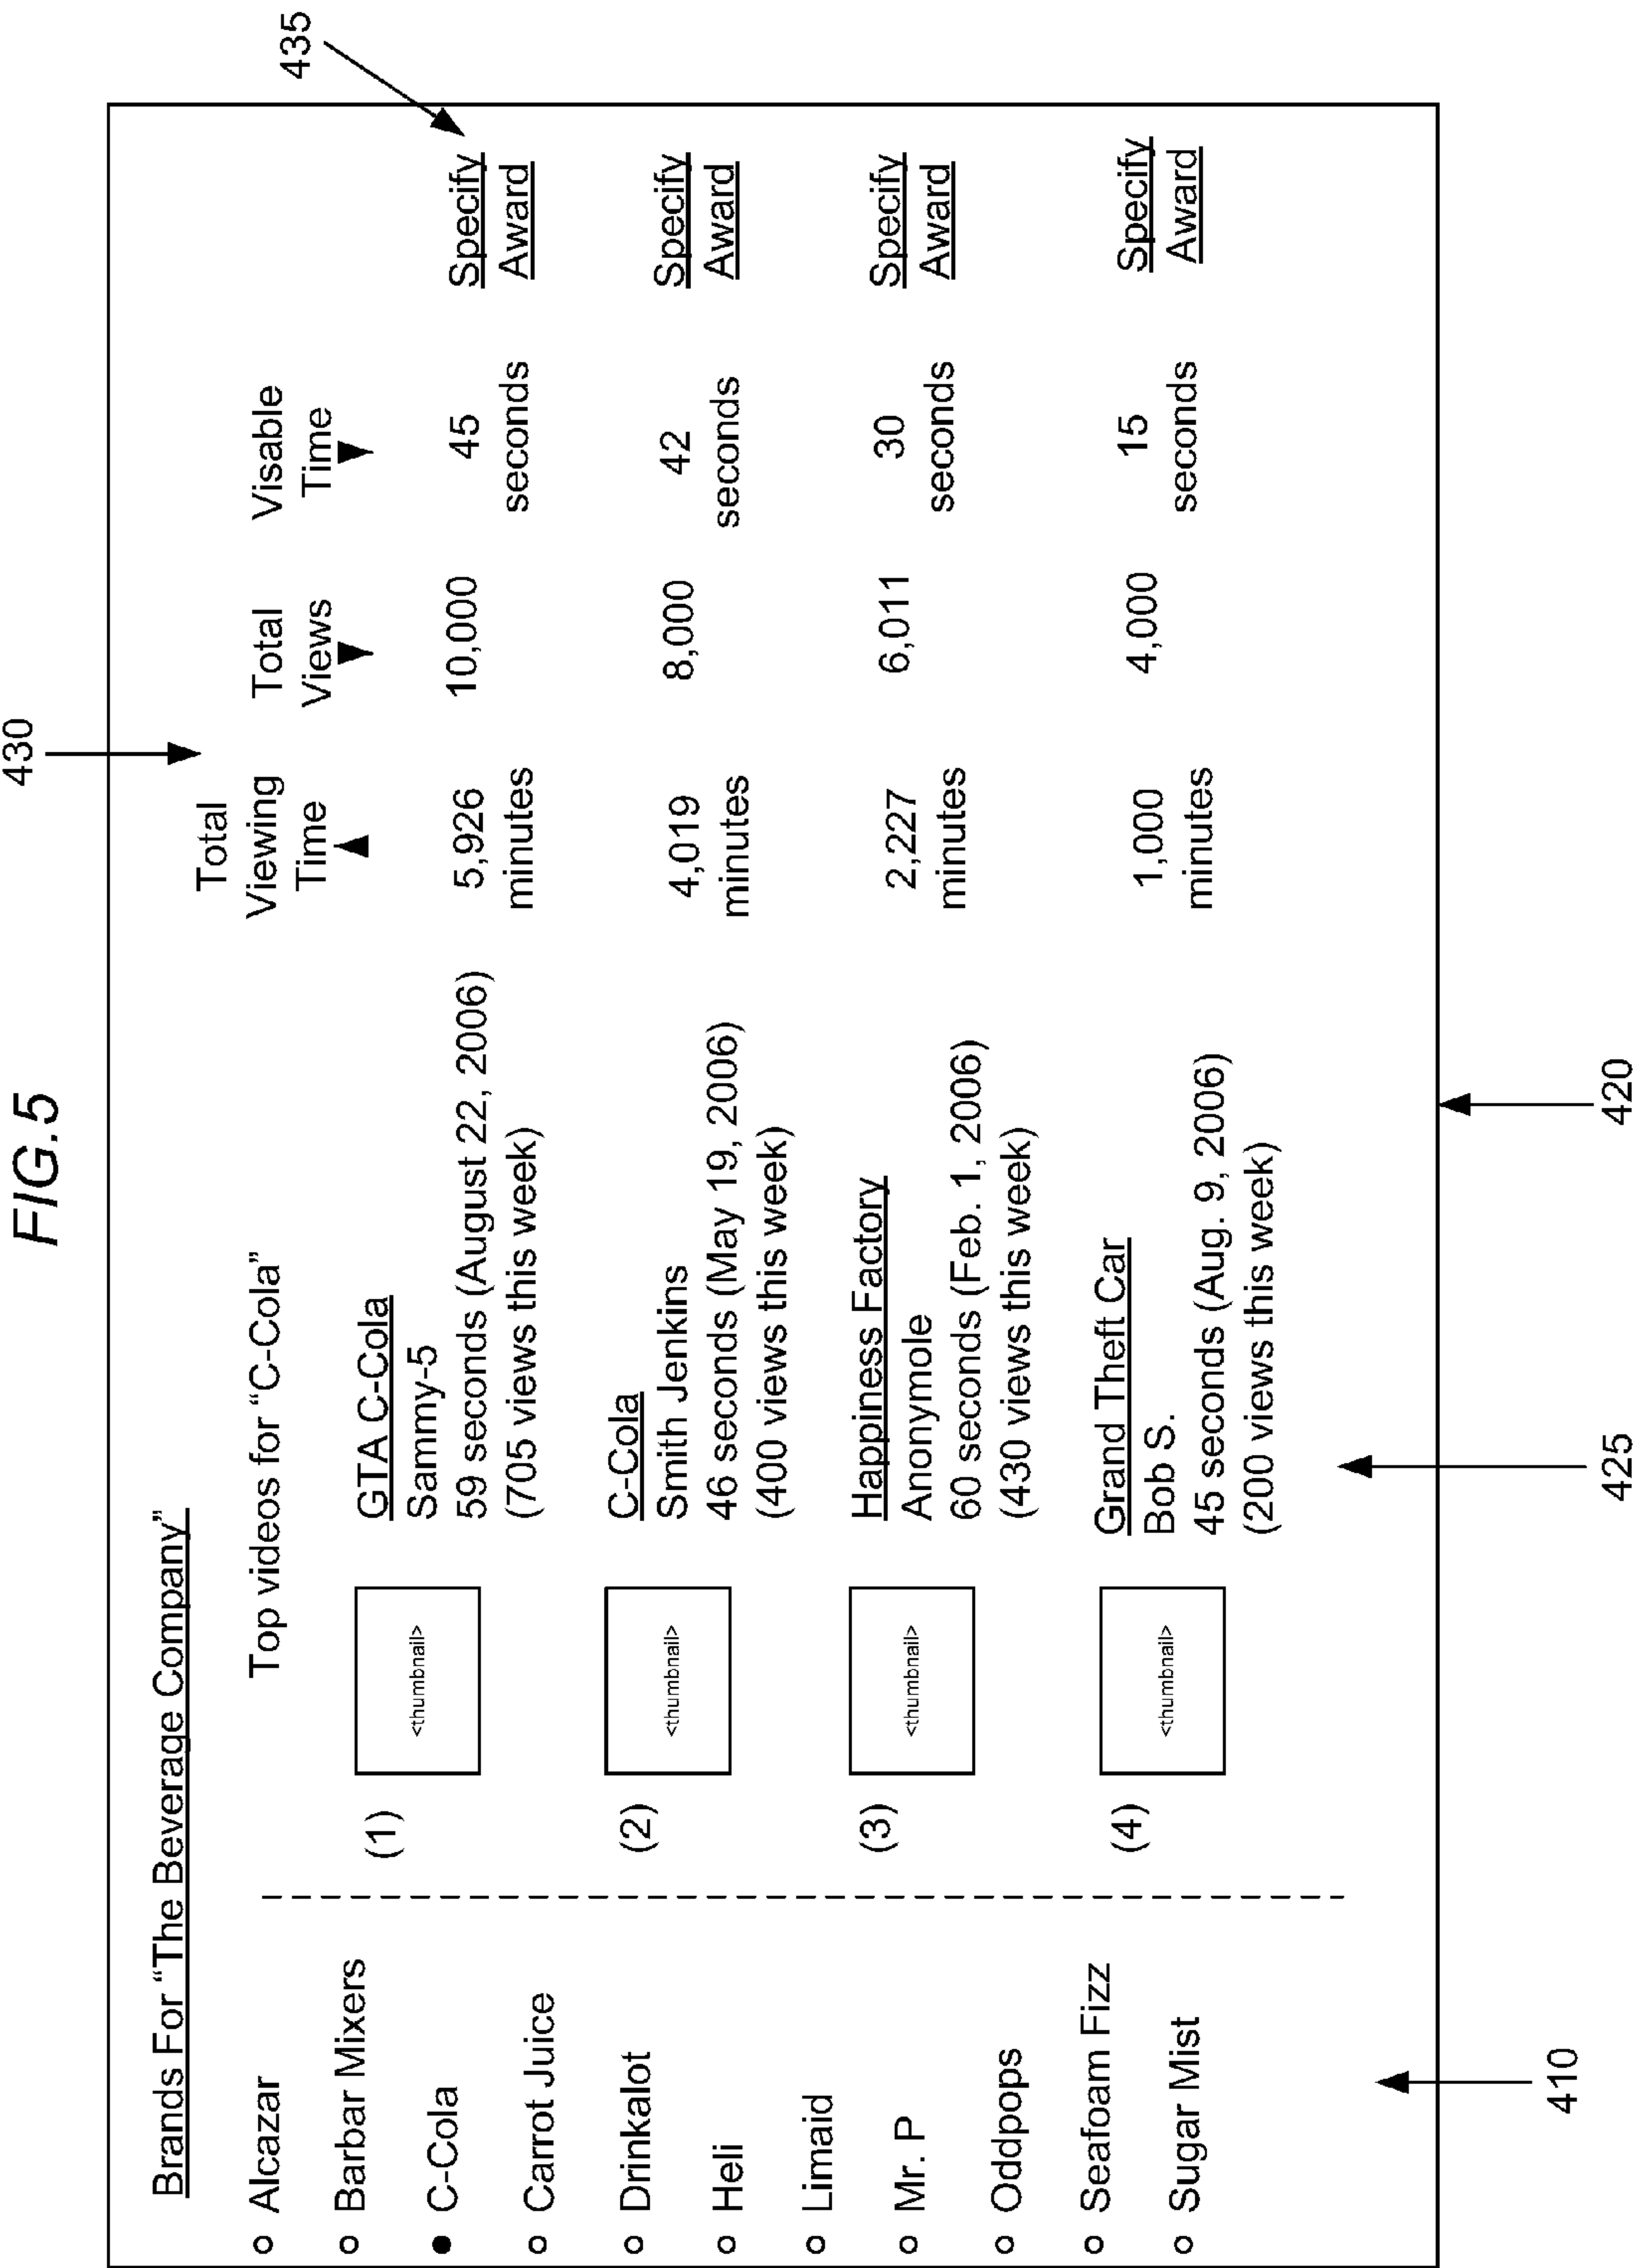 FIG.5
430
435
Brands For “The Beverage Company”
Alcazar
Barbar Mixers
C-Cola
Carrot Juice
Drinkalot
Heli
Limaid
Mr. P
Oddpops
Seafoam Fizz
Sugar Mist
Top videos for “C-Cola”
Total
Viewing
Time
Total
Views
Visable
Time
(1)
<thumbnail>
GTA C-Cola
Sammy-5
59 seconds (August 22, 2006)
(705 views this week)
5,926
minutes
10,000
45
seconds
Specify
Award
(2)
<thumbnail>
C-Cola
Smith Jenkins
46 seconds (May 19, 2006)
(400 views this week)
4,019
minutes
8,000
42
seconds
Specify
Award
(3)
<thumbnail>
Happiness Factory
Anonymole
60 seconds (Feb. 1, 2006)
(430 views this week)
2,227
minutes
6,011
30
seconds
Specify
Award
(4)
<thumbnail>
Grand Theft Car
Bob S.
45 seconds (Aug. 9, 2006)
(200 views this week)
1,000
minutes
4,000
15
seconds
Specify
Award
410
425
420